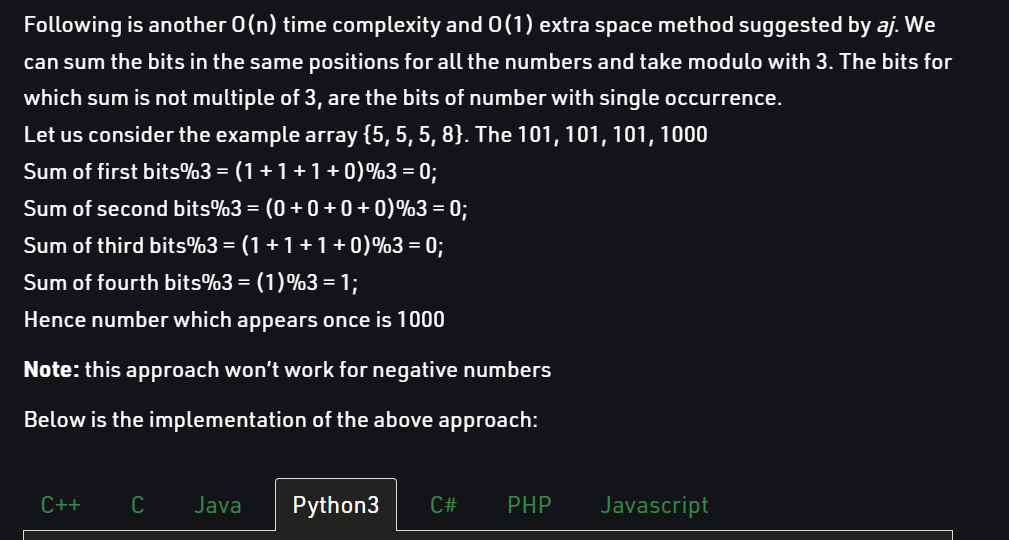 Following is another O(n) time complexity and O(1) extra space method suggested by aj. We
can sum the bits in the same positions for all the numbers and take modulo with 3. The bits for
which sum is not multiple of 3, are the bits of number with single occurrence.
Let us consider the example array {5, 5, 5, 8}. The 101, 101, 101, 1000
Sum of first bits%3 = (1 + 1 + 1 + 0)%3 = 0;
Sum of second bits%3 = (0 + 0 + 0 + 0)%3 = 0;
Sum of third bits%3 = (1 + 1 + 1 + 0)%3 = 0;
Sum of fourth bits%3 = (1)%3 = 1;
Hence number which appears once is 1000
Note: this approach won't work for negative numbers
Below is the implementation of the above approach:
C++ C Java Python3 C# PHP Javascript